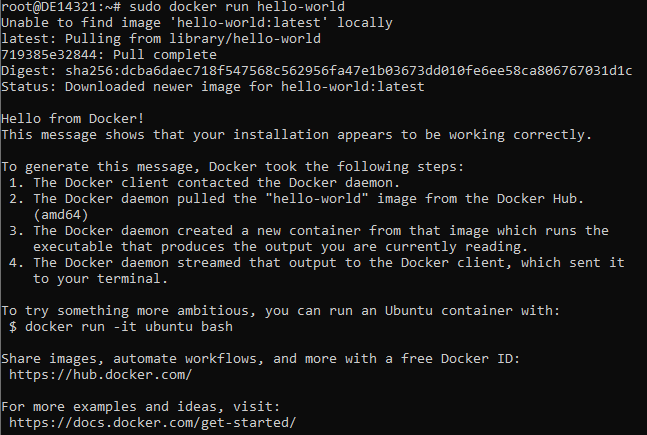 root@DE14321:~# sudo docker run hello-world
Unable to find image 'hello-world:latest' locally
latest: Pulling from library/hello-world
719385e32844: Pull complete
Digest: sha256:dcba6daec718f547568c562956fa47e1b03673dd010fe6ee58ca806767031d1c
Status: Downloaded newer image for hello-world:latest

Hello from Docker!
This message shows that your installation appears to be working correctly.

To generate this message, Docker took the following steps:
 1. The Docker client contacted the Docker daemon.
 2. The Docker daemon pulled the "hello-world" image from the Docker Hub.
    (amd64)
 3. The Docker daemon created a new container from that image which runs the
    executable that produces the output you are currently reading.
 4. The Docker daemon streamed that output to the Docker client, which sent it
    to your terminal.

To try something more ambitious, you can run an Ubuntu container with:
 $ docker run -it ubuntu bash

Share images, automate workflows, and more with a free Docker ID:
 https://hub.docker.com/

For more examples and ideas, visit:
 https://docs.docker.com/get-started/